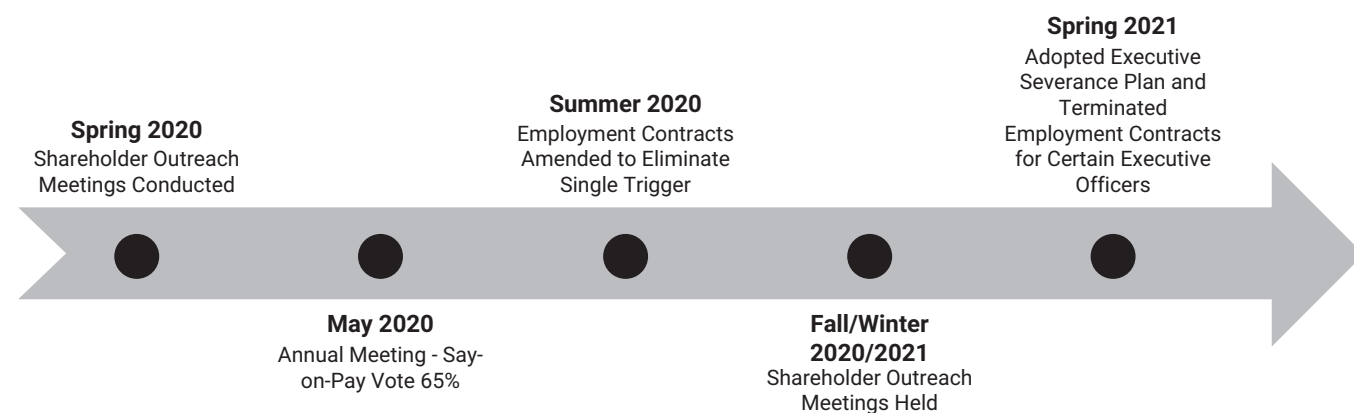 Spring 2020
Shareholder Outreach
Meetings Conducted
May 2020
Annual Meeting - Say-
on-Pay Vote 65%
Summer 2020
Employment Contracts
Amended to Eliminate
Single Trigger
Fall/Winter
2020/2021
Shareholder Outreach
Meetings Held
Spring 2021
Adopted Executive
Severance Plan and
Terminated
Employment Contracts
for Certain Executive
Officers